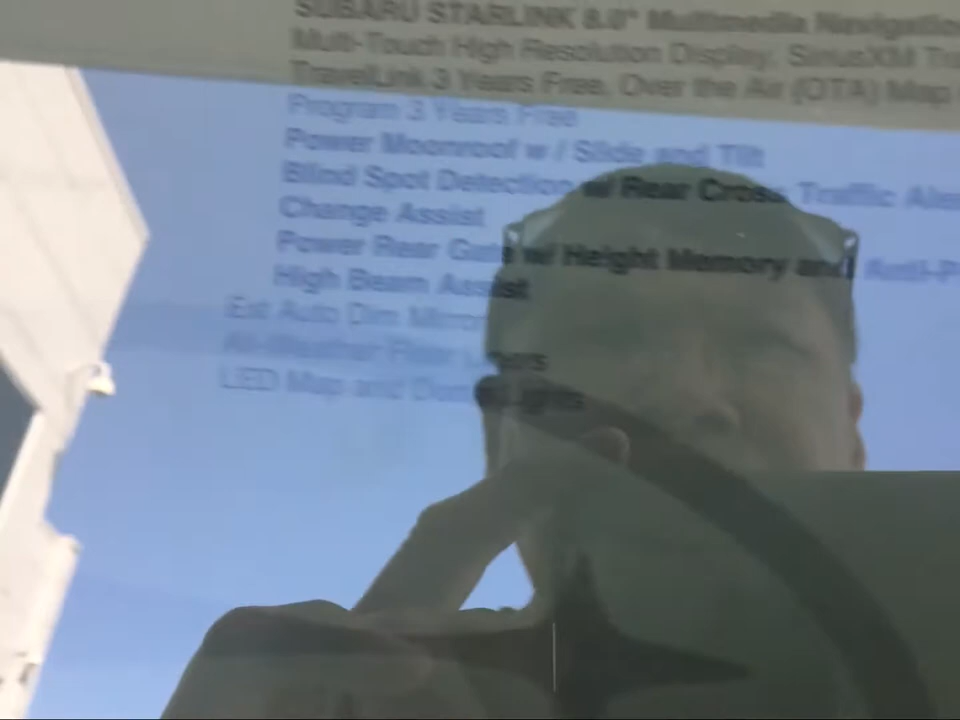 SUBARU STARLINK 8.0" Multimedia Navigation
Multi-Touch High Resolution Display, SiriusXM
TravelLink 3 Years Free, Over the Air (OTA) Map
Program 3 Years Free
Power Moonroof w / Slide and Tilt
Blind Spot Detection w/ Rear Cross Traffic
Change Assist
Power Rear Gate w/ Height Memory and
High Beam Assist
Ext Auto Dim Mirrors
All-Weather Floor Liners
LED Map and Dome Lights